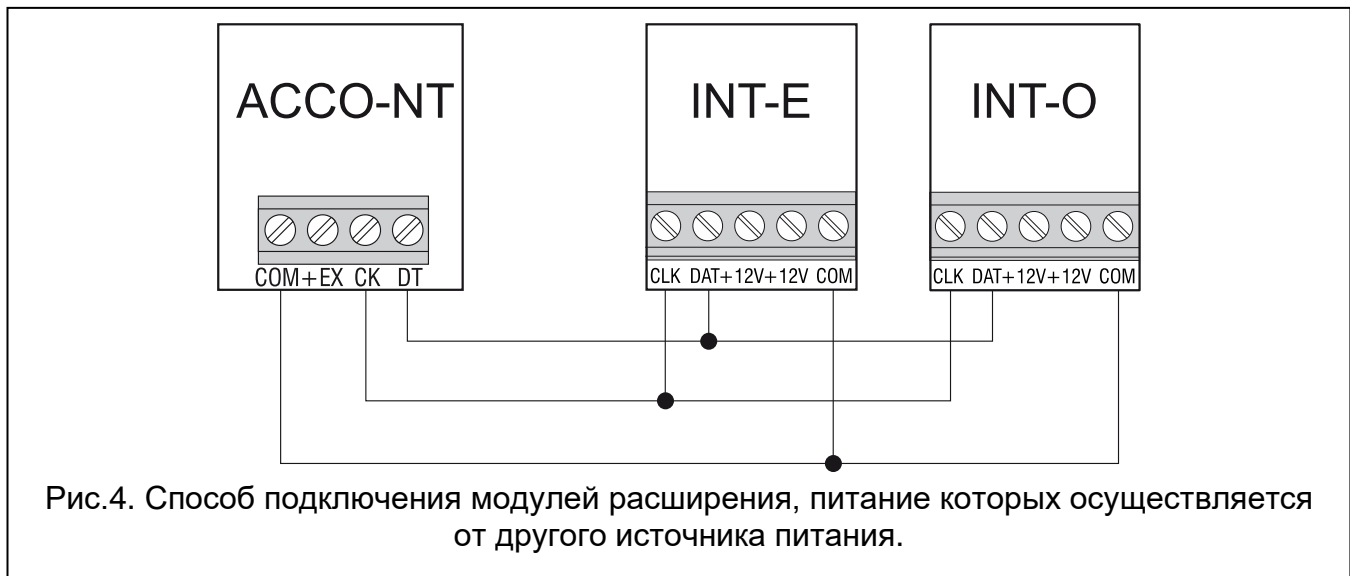 ACCO-NT
INT-E
INT-O
COM+EX CK DT
CLK DAT+12V+12V COM
CLK DAT+12V+12V COM
Рис.4. Способ подключения модулей расширения, питание которых осуществляется
от другого источника питания.